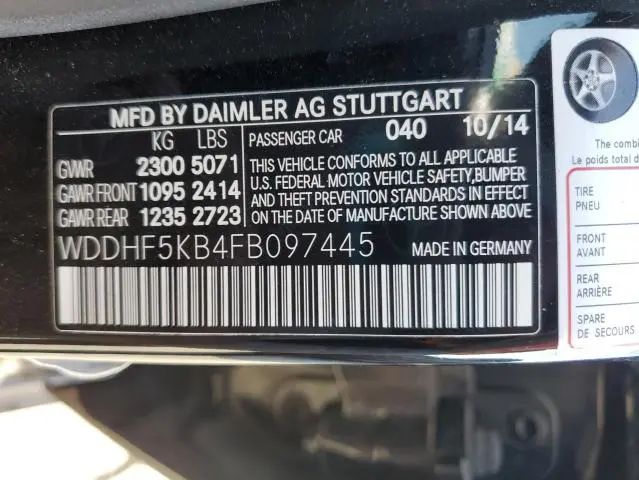 MFD BY DAIMLER AG STUTTGART
KG LBS
GVWR 2300 5071
GAWR FRONT 1095 2414
GAWR REAR 1235 2723
PASSENGER CAR 040 10/14
THIS VEHICLE CONFORMS TO ALL APPLICABLE
U.S. FEDERAL MOTOR VEHICLE SAFETY,BUMPER
AND THEFT PREVENTION STANDARDS IN EFFECT
ON THE DATE OF MANUFACTURE SHOWN ABOVE
WDDHF5KB4FB097445 MADE IN GERMANY
The combi
Le poids total d
TIRE
PNEU
FRONT
AVANT
REAR
ARRIÈRE
SPARE
DE SECOURS